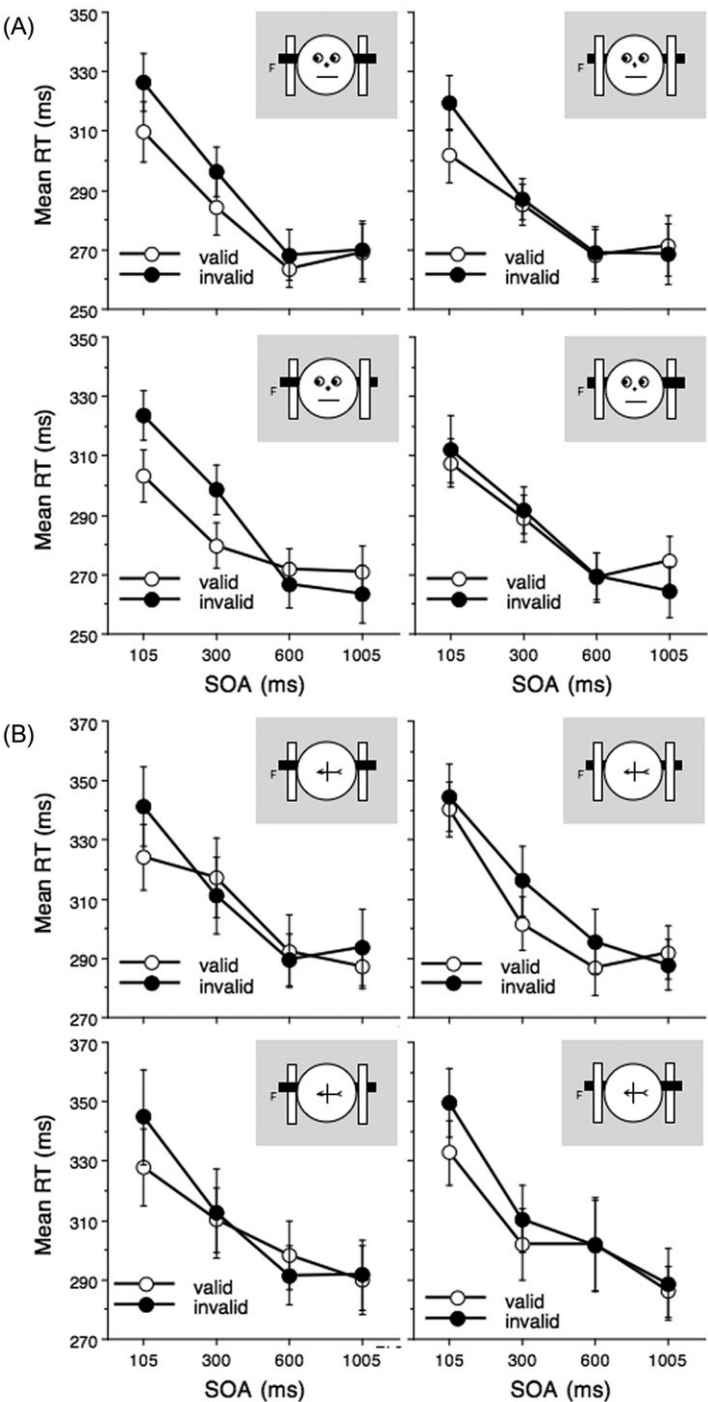 (A)
350
330
310
290
270
250
Mean RT (ms)
F
valid
invalid
F
valid
invalid
350
330
310
290
270
250
Mean RT (ms)
F
valid
invalid
105
300
600
1005
SOA (ms)
F
valid
invalid
105
300
600
1005
SOA (ms)
(B)
370
350
330
310
290
270
Mean RT (ms)
F
valid
invalid
F
valid
invalid
370
350
330
310
290
270
Mean RT (ms)
F
valid
invalid
105
300
600
1005
SOA (ms)
F
valid
invalid
105
300
600
1005
SOA (ms)